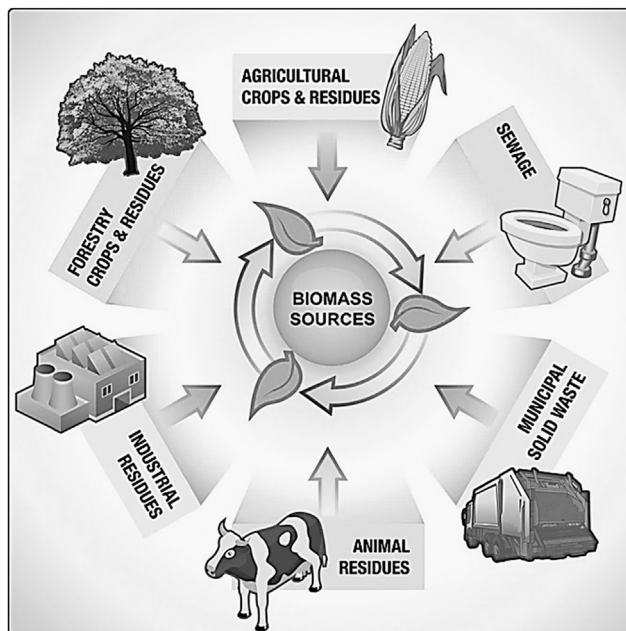 AGRICULTURAL
CROPS & RESIDUES
SEWAGE
MUNICIPAL
SOLID WASTE
ANIMAL
RESIDUES
INDUSTRIAL
RESIDUES
FORESTRY
CROPS & RESIDUES
BIOMASS
SOURCES